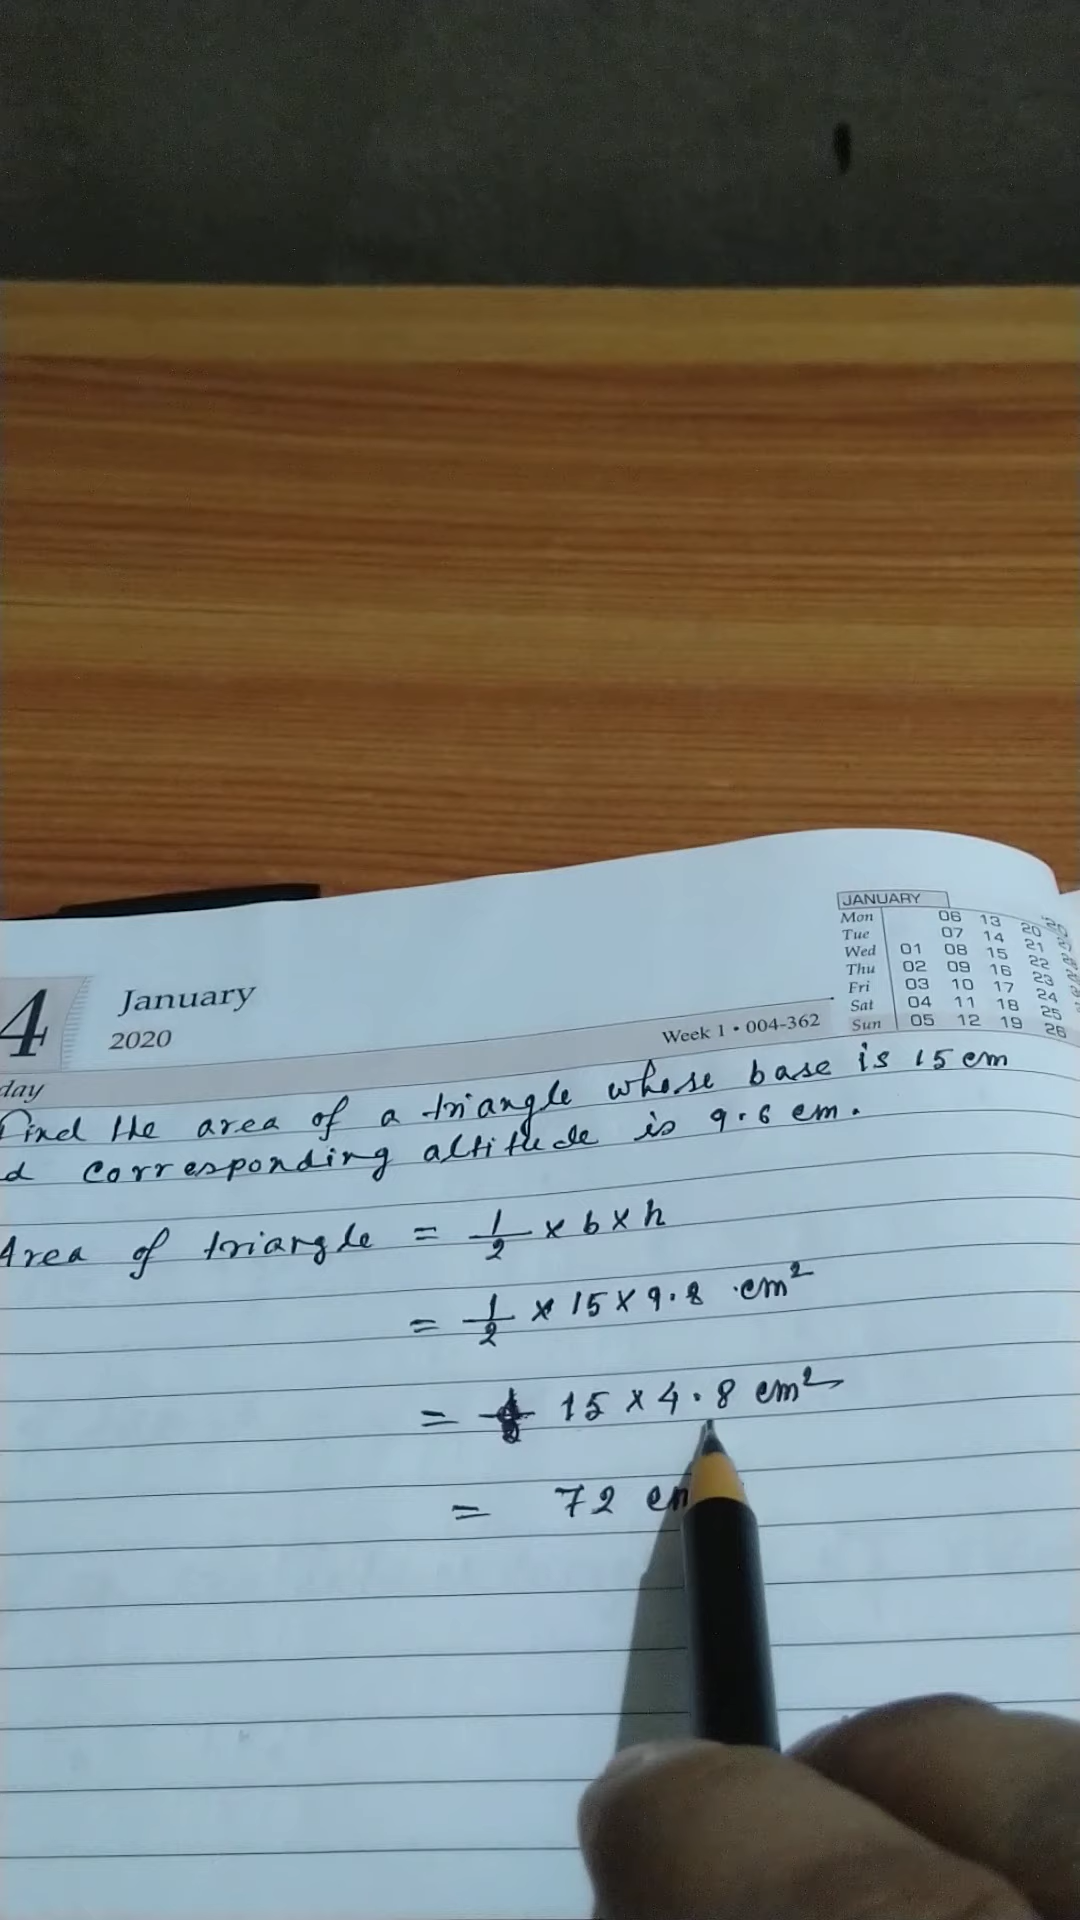 JANUARY
Mon 06 13 20
Tue 07 14 21
Wed 01 08 15 22
Thu 02 09 16 23
Fri 03 10 17 24
Sat 04 11 18 25
Sun 05 12 19 26
4 January
2020
Week 1 • 004-362
day
Find the area of a triangle whose base is 15 cm
d corresponding altitude is 9.6 cm.
Area of triangle = 1/2 × b × h
= 1/2 × 15 × 9.8 cm²
= 15 × 4.8 cm²
= 72